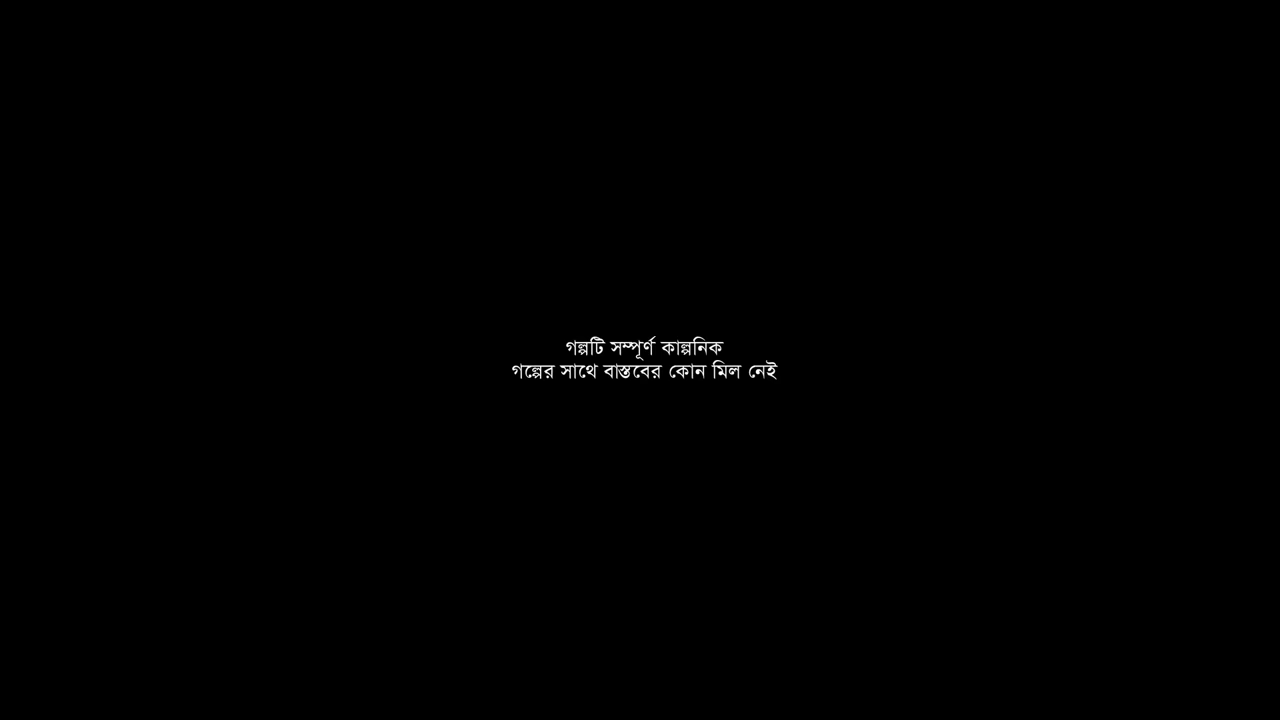 গল্পটি সম্পূর্ণ কাল্পনিক
গল্পের সাথে বাস্তবের কোন মিল নেই